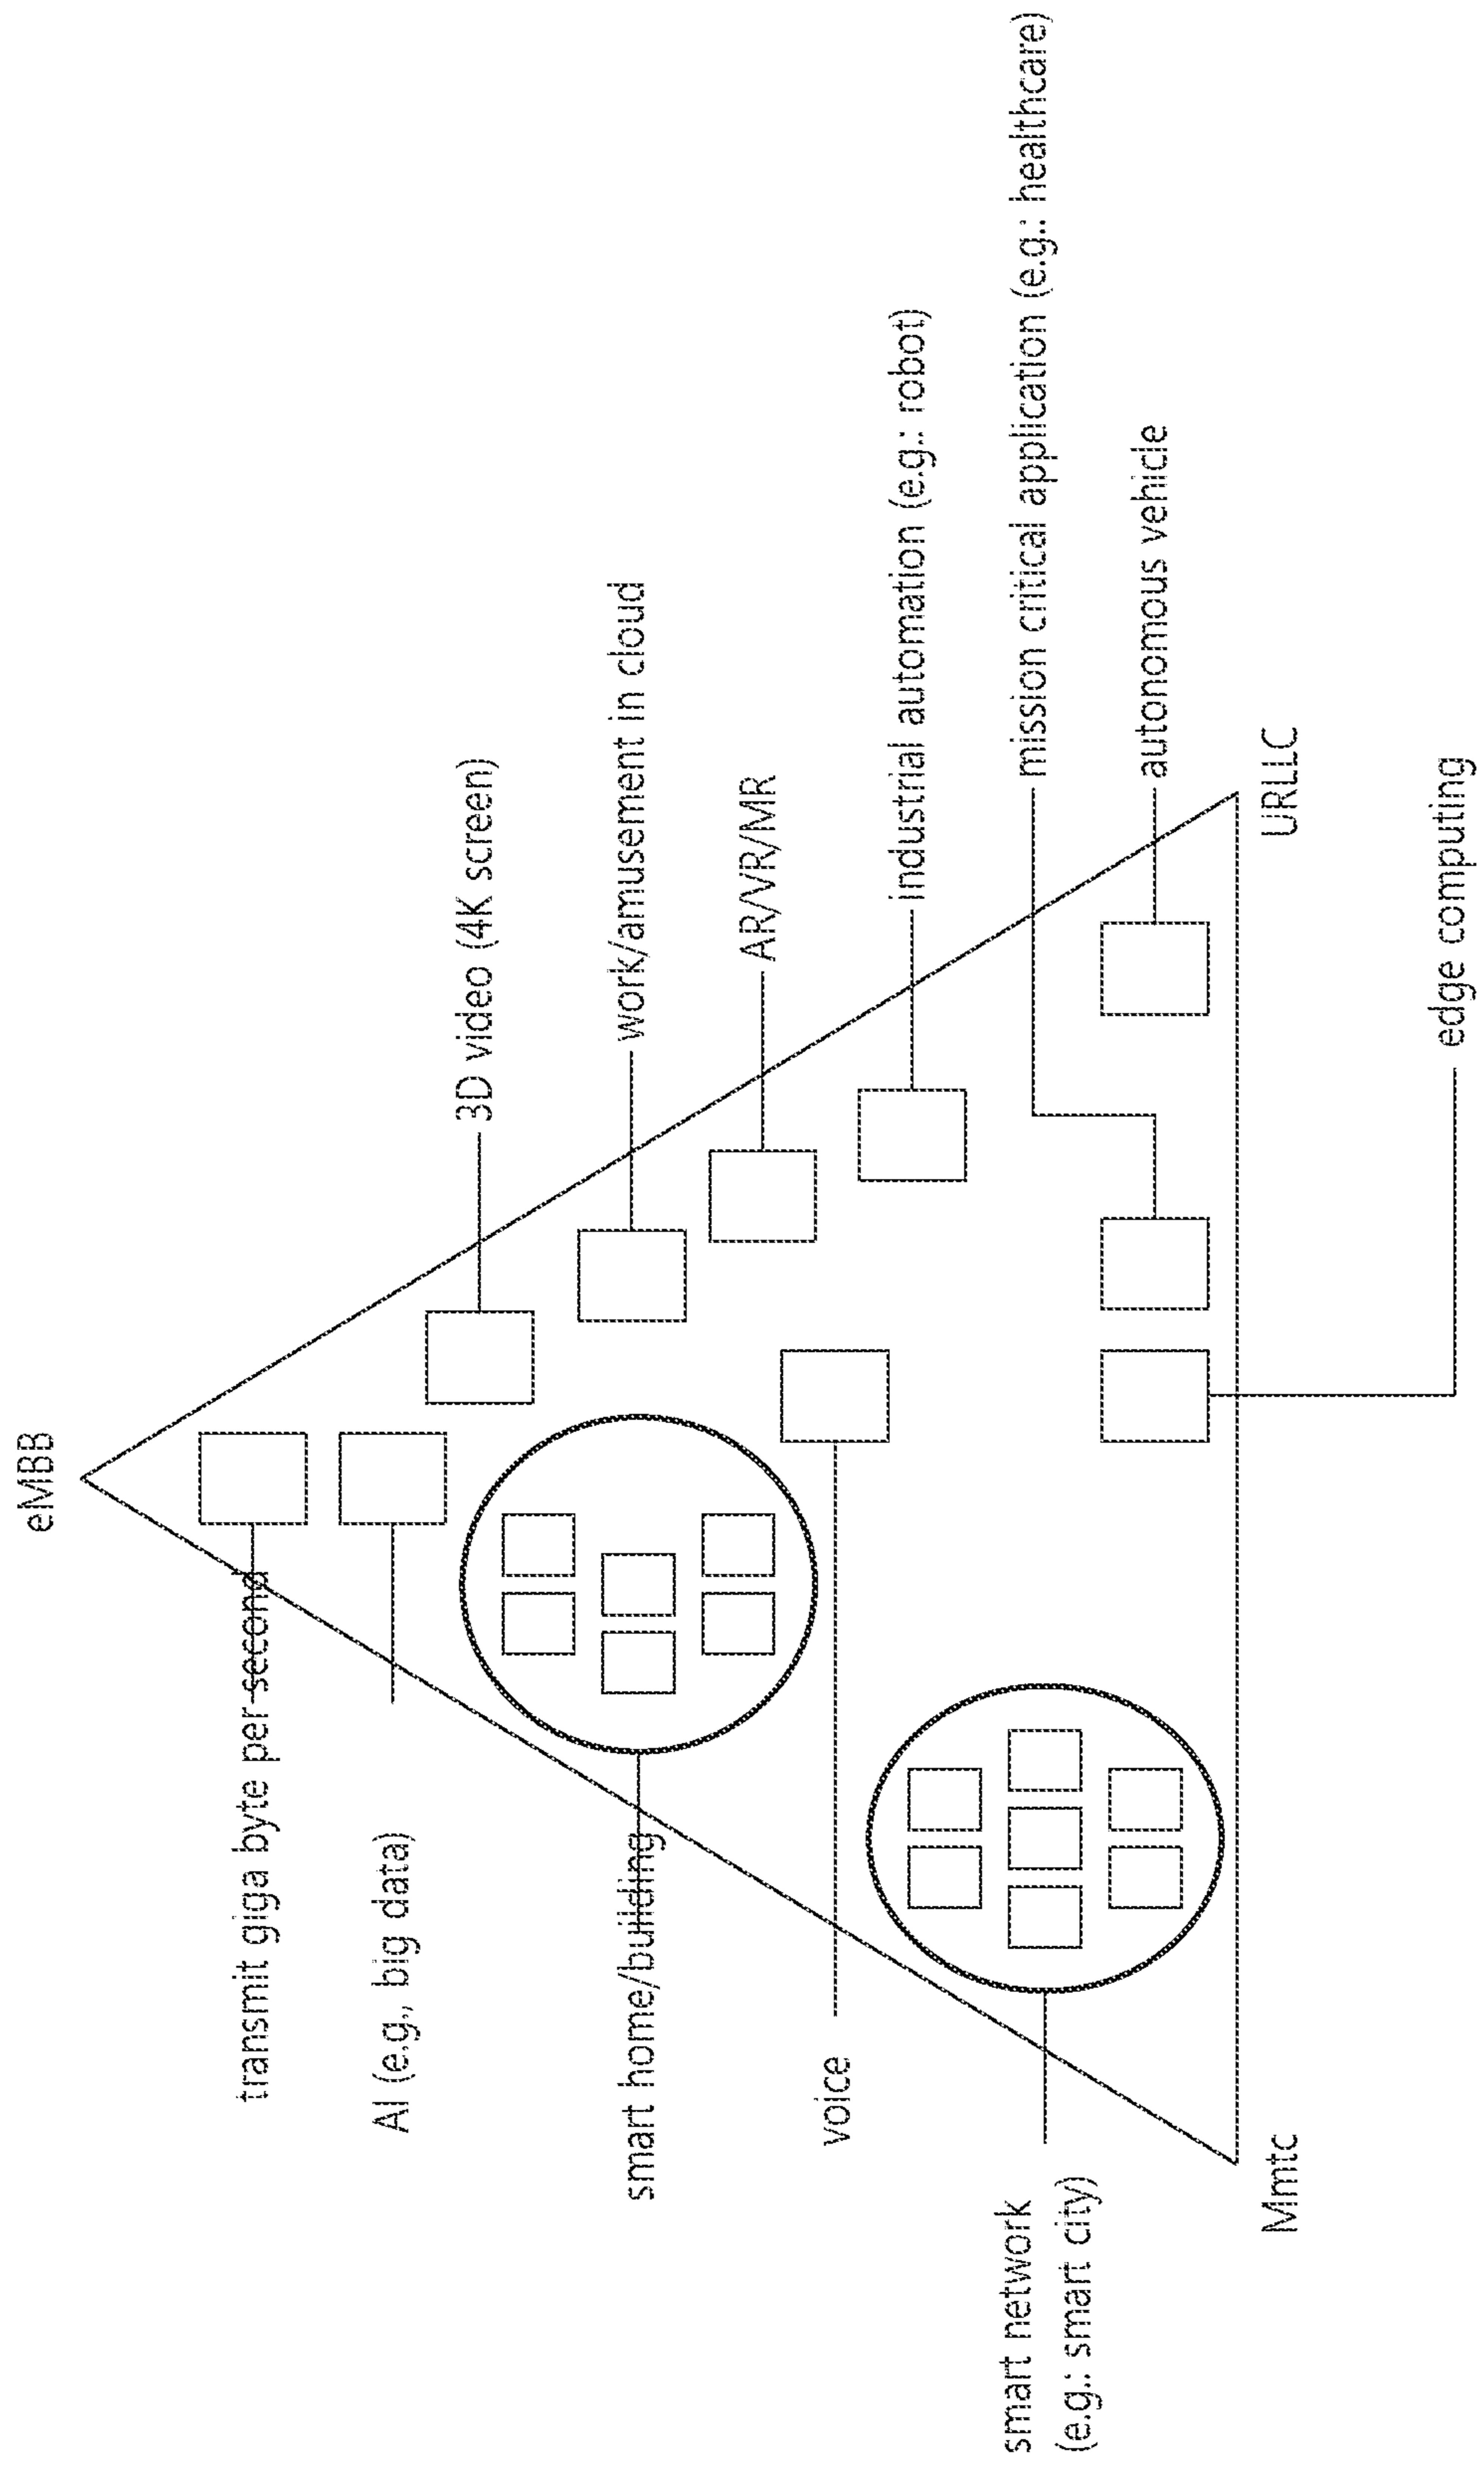 eMBB
transmit giga byte per second
AI (e.g., big data)
3D video (4K screen)
smart home/building
work/amusement in cloud
AR/VR/MR
voice
industrial automation (e.g.: robot)
smart network
(e.g.: smart city)
mission critical application (e.g.: healthcare)
autonomous vehicle
Mmtc
URLLC
edge computing